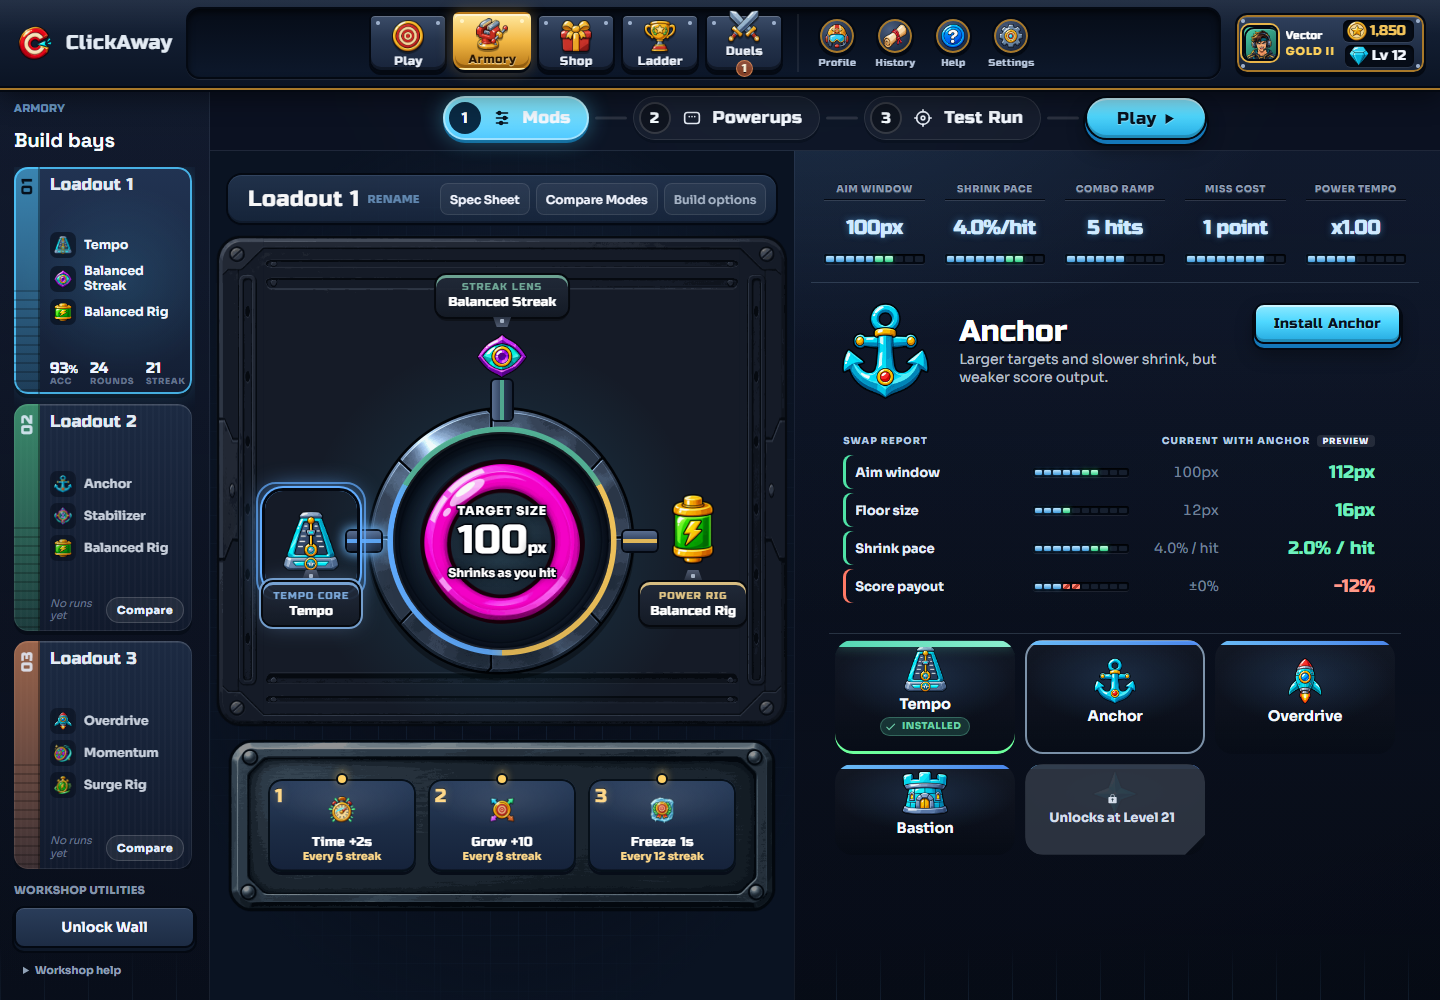 ClickAway
Play
Armory
Shop
Ladder
Duels
1
Profile
History
Help
Settings
Vector
GOLD II
1,850
Lv 12
ARMORY
Build bays
01
Loadout 1
Tempo
Balanced
Streak
Balanced Rig
93% 24 21
ACC ROUNDS STREAK
02
Loadout 2
Anchor
Stabilizer
Balanced Rig
No runs
yet
Compare
03
Loadout 3
Overdrive
Momentum
Surge Rig
No runs
yet
Compare
WORKSHOP UTILITIES
Unlock Wall
Workshop help
1 Mods
2 Powerups
3 Test Run
Play
Loadout 1 RENAME
Spec Sheet
Compare Modes
Build options
STREAK LENS
Balanced Streak
TARGET SIZE
100px
Shrinks as you hit
TEMPO CORE
Tempo
POWER RIG
Balanced Rig
1
Time +2s
Every 5 streak
2
Grow +10
Every 8 streak
3
Freeze 1s
Every 12 streak
AIM WINDOW SHRINK PACE COMBO RAMP MISS COST POWER TEMPO
100px 4.0%/hit 5 hits 1 point x1.00
Anchor
Larger targets and slower shrink, but
weaker score output.
Install Anchor
SWAP REPORT CURRENT WITH ANCHOR PREVIEW
Aim window 100px 112px
Floor size 12px 16px
Shrink pace 4.0% / hit 2.0% / hit
Score payout ±0% -12%
Tempo
INSTALLED
Anchor
Overdrive
Bastion
Unlocks at Level 21